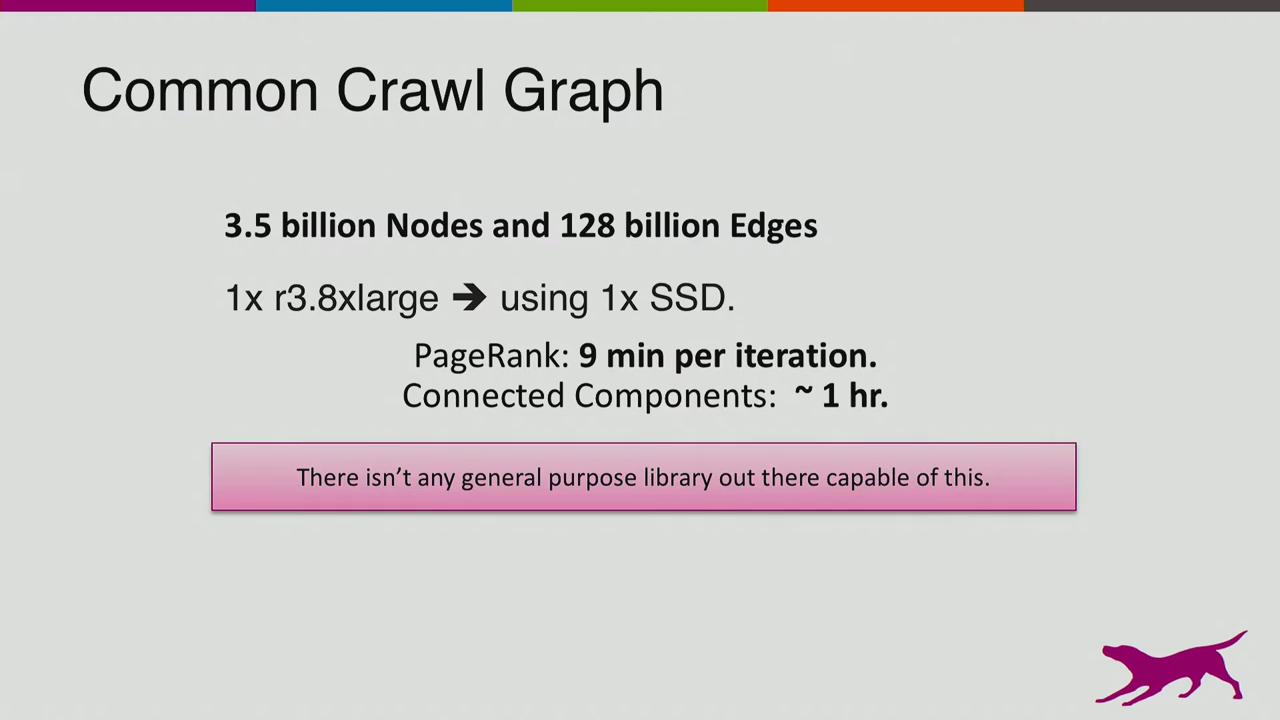 Common Crawl Graph
3.5 billion Nodes and 128 billion Edges
1x r3.8xlarge ➔ using 1x SSD.
PageRank: 9 min per iteration.
Connected Components: ~ 1 hr.
There isn’t any general purpose library out there capable of this.